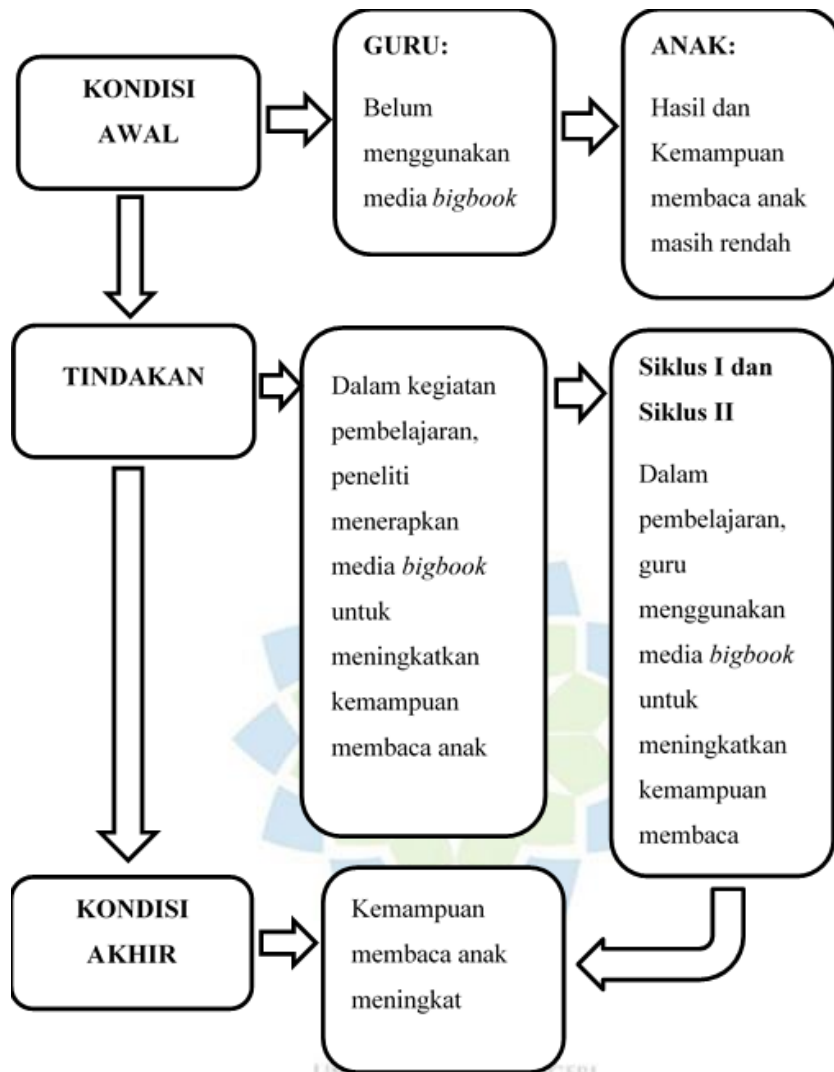 KONDISI
AWAL
GURU:
Belum
menggunakan
media bigbook
ANAK:
Hasil dan
Kemampuan
membaca anak
masih rendah
TINDAKAN
Dalam kegiatan
pembelajaran,
peneliti
menerapkan
media bigbook
untuk
meningkatkan
kemampuan
membaca anak
Siklus I dan
Siklus II
Dalam
pembelajaran,
guru
menggunakan
media bigbook
untuk
meningkatkan
kemampuan
membaca
KONDISI
AKHIR
Kemampuan
membaca anak
meningkat